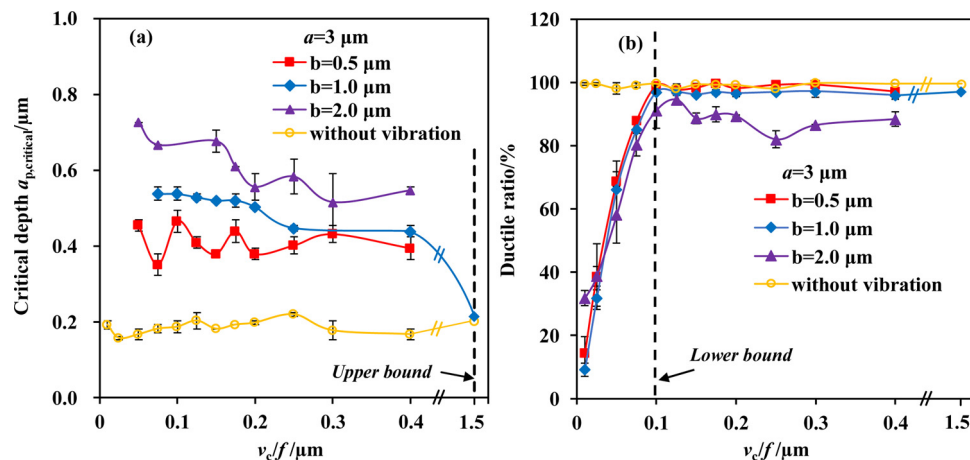 (a)
a=3 μm
b=0.5 μm
b=1.0 μm
b=2.0 μm
without vibration
Upper bound
Critical depth ap,critical/μm
1.0
0.8
0.6
0.4
0.2
0.0
0 0.1 0.2 0.3 0.4 1.5
vc/f /μm
(b)
a=3 μm
b=0.5 μm
b=1.0 μm
b=2.0 μm
without vibration
Lower bound
Ductile ratio/%
120
100
80
60
40
20
0
0 0.1 0.2 0.3 0.4 1.5
vc/f /μm